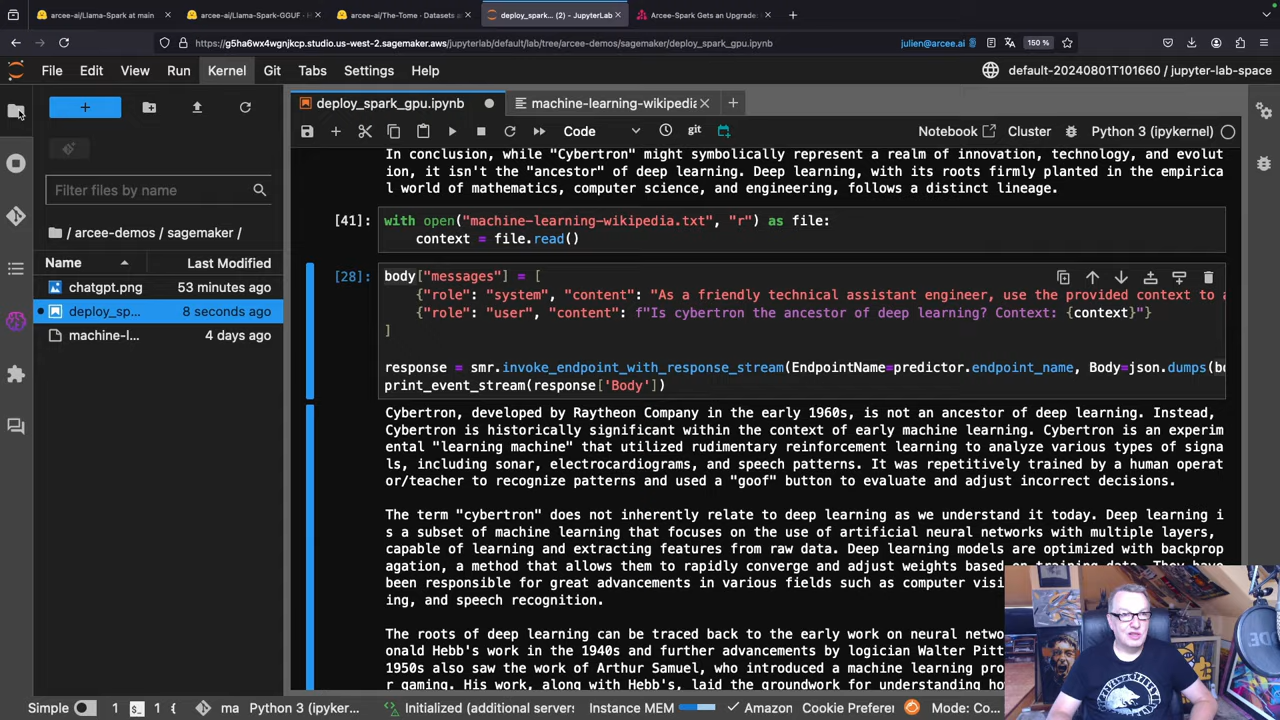 arcee-ai/Llama-Spark at main
arcee-ai/Llama-Spark-GGUF · H
arcee-ai/The-Tome · Datasets at
deploy_spark... (2) - JupyterLab
Arcee-Spark Gets an Upgrade:
https://g5ha6wx4wgnjkcp.studio.us-west-2.sagemaker.aws/jupyterlab/default/lab/tree/arcee-demos/sagemaker/deploy_spark_gpu.ipynb
julien@arcee.ai
150 %
File Edit View Run Kernel Git Tabs Settings Help
default-20240801T101660 / jupyter-lab-space
deploy_spark_gpu.ipynb
machine-learning-wikipedia
Code
git
Notebook
Cluster
Python 3 (ipykernel)
Filter files by name
/ arcee-demos / sagemaker /
Name
Last Modified
chatgpt.png 53 minutes ago
deploy_sp... 8 seconds ago
machine-l... 4 days ago
In conclusion, while "Cybertron" might symbolically represent a realm of innovation, technology, and evolut
ion, it isn't the "ancestor" of deep learning. Deep learning, with its roots firmly planted in the empirica
l world of mathematics, computer science, and engineering, follows a distinct lineage.
[41]: with open("machine-learning-wikipedia.txt", "r") as file:
context = file.read()
[28]: body["messages"] = [
{"role": "system", "content": "As a friendly technical assistant engineer, use the provided context to a
{"role": "user", "content": f"Is cybertron the ancestor of deep learning? Context: {context}"}
]
response = smr.invoke_endpoint_with_response_stream(EndpointName=predictor.endpoint_name, Body=json.dumps(bo
print_event_stream(response['Body'])
Cybertron, developed by Raytheon Company in the early 1960s, is not an ancestor of deep learning. Instead,
Cybertron is historically significant within the context of early machine learning. Cybertron is an experim
ental "learning machine" that utilized rudimentary reinforcement learning to analyze various types of signa
ls, including sonar, electrocardiograms, and speech patterns. It was repetitively trained by a human operat
or/teacher to recognize patterns and used a "goof" button to evaluate and adjust incorrect decisions.
The term "cybertron" does not inherently relate to deep learning as we understand it today. Deep learning i
s a subset of machine learning that focuses on the use of artificial neural networks with multiple layers,
capable of learning and extracting features from raw data. Deep learning models are optimized with backprop
agation, a method that allows them to rapidly converge and adjust weights based on training data. They have
been responsible for great advancements in various fields such as computer visi
ing, and speech recognition.
The roots of deep learning can be traced back to the early work on neural netwo
onald Hebb's work in the 1940s and further advancements by logician Walter Pitt
1950s also saw the work of Arthur Samuel, who introduced a machine learning pro
r gaming. His work, along with Hebb's, laid the groundwork for understanding ho
Simple
1
1
ma
Python 3 (ipykernel...
Initialized (additional servers
Instance MEM
Amazon
Cookie Preferer
Mode: Co...